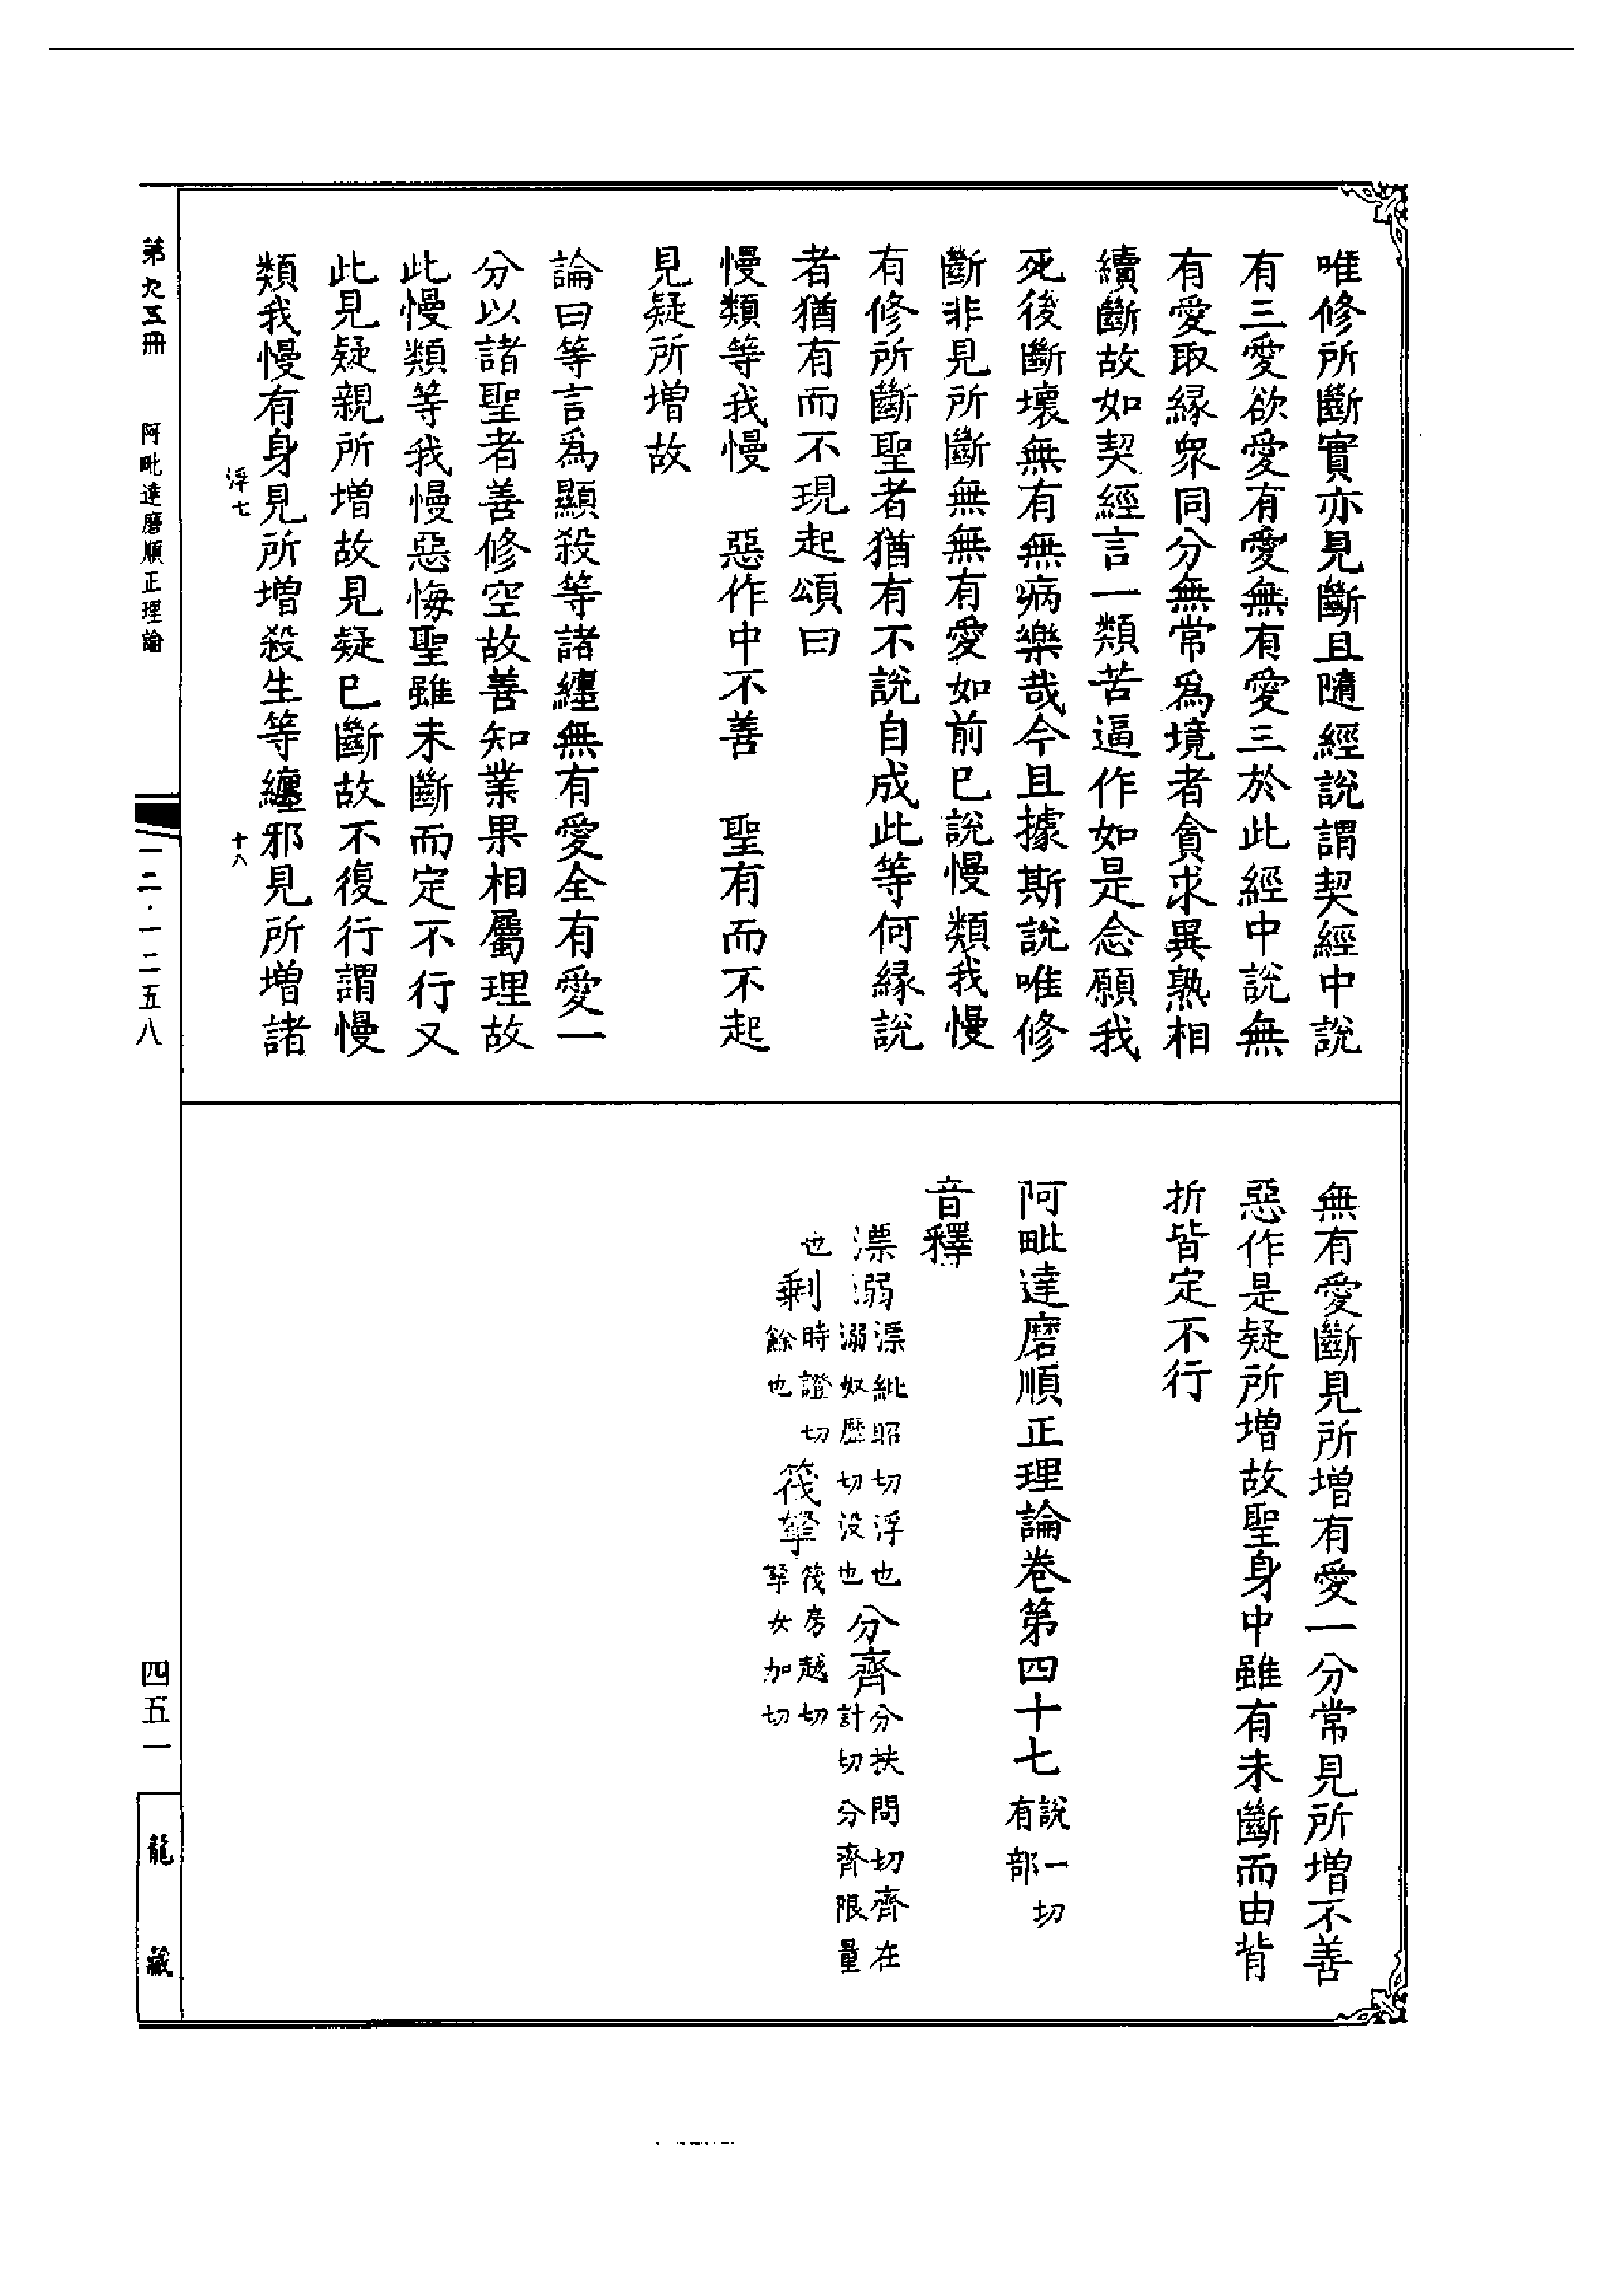 唯修所斷實亦見斷且隨經說謂契經中說
有三愛欲愛有愛無有愛三於此經中說無
有愛取縁衆同分無常爲境者貪求異熟相
續斷故如契經言一類苦逼作如是念願我
死後斷壞無有無病樂哉今且據斯說唯修
斷非見所斷無無有愛如前巳說慢類我慢
有修所斷聖者猶有不說自成此等何縁說
者猶有而不現起頌曰
慢類等我慢　惡作中不善　聖有而不起
見疑所增故
論曰等言爲顯殺等諸纏無有愛全有愛一
分以諸聖者善修空故善知業果相屬理故
此慢類等我慢惡悔聖雖未斷而定不行又
此見疑親所增故見疑巳斷故不復行謂慢
類我慢有身見所增殺生等纏邪見所增諸
浮七　十八
無有愛斷見所增有愛一分常見所增不善
惡作是疑所增故聖身中雖有未斷而由背
折皆定不行
阿毗達磨順正理論卷第四十七 說一切有部
音釋
漂溺 漂紕昭切浮也溺奴歷切沒也 分齊 分扶問切齊在計切分齊限量
也 剩 時證切餘也 筏拏 筏房越切拏女加切
第九五冊　阿毗達磨順正理論　一二·一二五八　四五一　龍藏